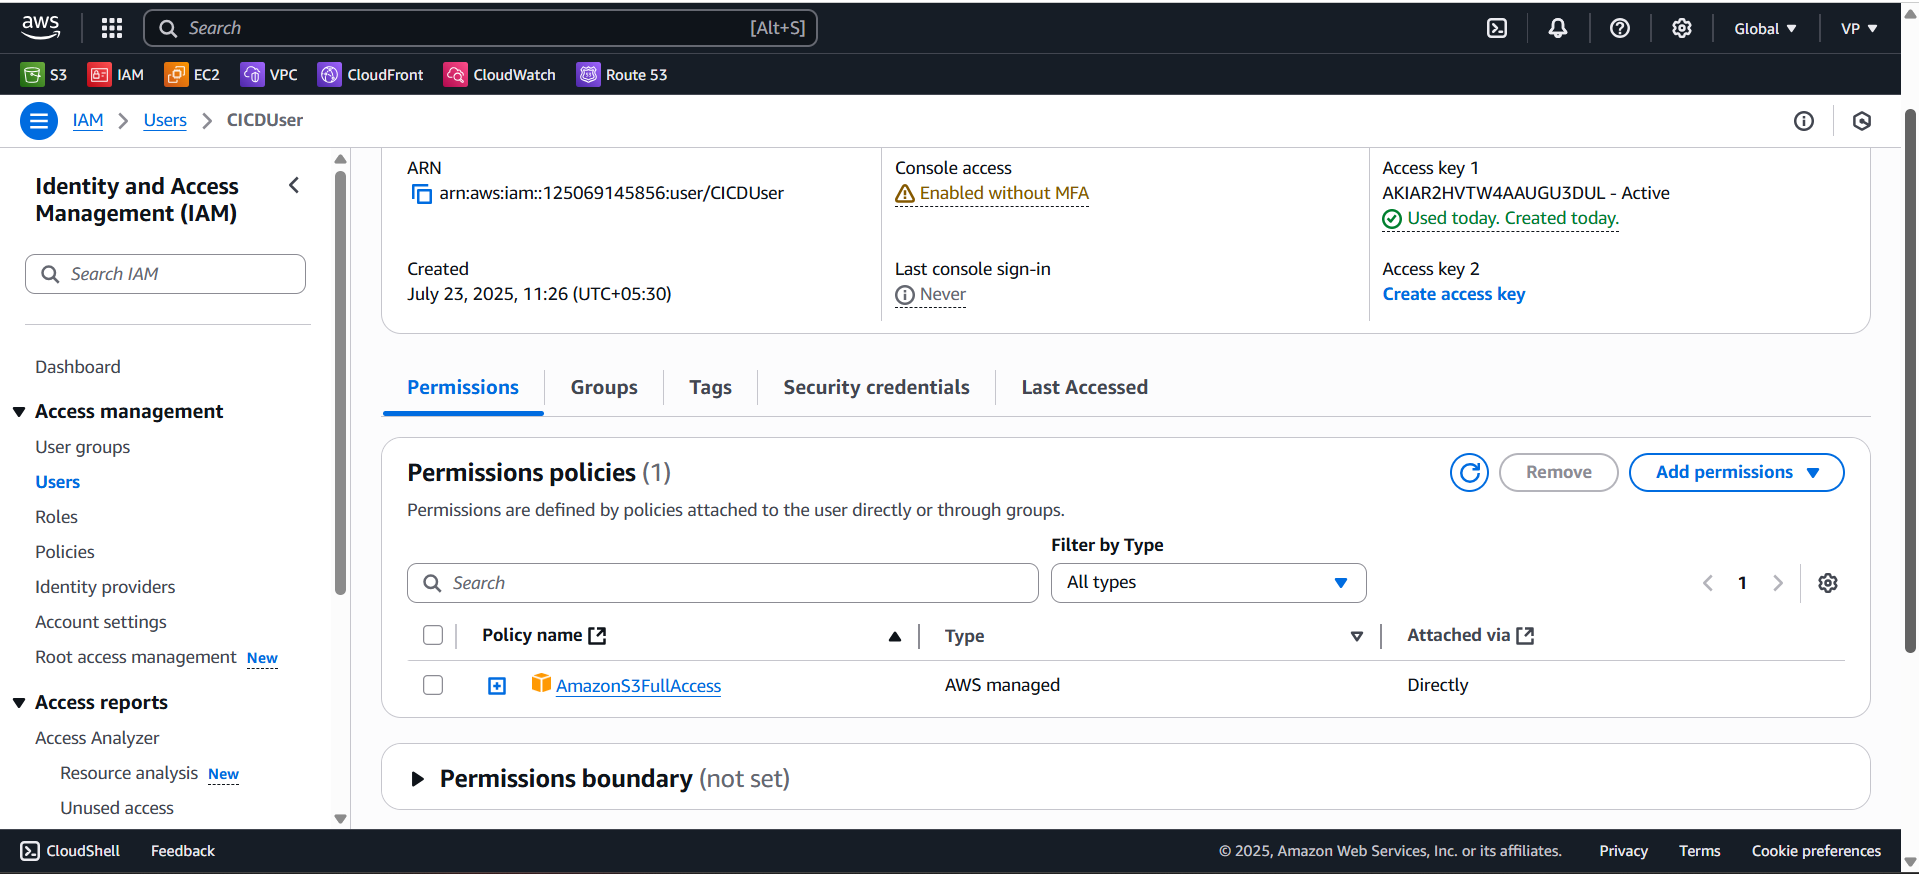 aws
Search [Alt+S]
Global VP
S3 IAM EC2 VPC CloudFront CloudWatch Route 53
IAM Users CICDUser
Identity and Access
Management (IAM)
Search IAM
Dashboard
Access management
User groups
Users
Roles
Policies
Identity providers
Account settings
Root access management New
Access reports
Access Analyzer
Resource analysis New
Unused access
ARN
arn:aws:iam::125069145856:user/CICDUser
Created
July 23, 2025, 11:26 (UTC+05:30)
Console access
Enabled without MFA
Last console sign-in
Never
Access key 1
AKIAR2HVTW4AAUGU3DUL - Active
Used today. Created today.
Access key 2
Create access key
Permissions Groups Tags Security credentials Last Accessed
Permissions policies (1)
Remove Add permissions
Permissions are defined by policies attached to the user directly or through groups.
Filter by Type
Search All types 1
Policy name Type Attached via
AmazonS3FullAccess AWS managed Directly
Permissions boundary (not set)
CloudShell Feedback © 2025, Amazon Web Services, Inc. or its affiliates. Privacy Terms Cookie preferences